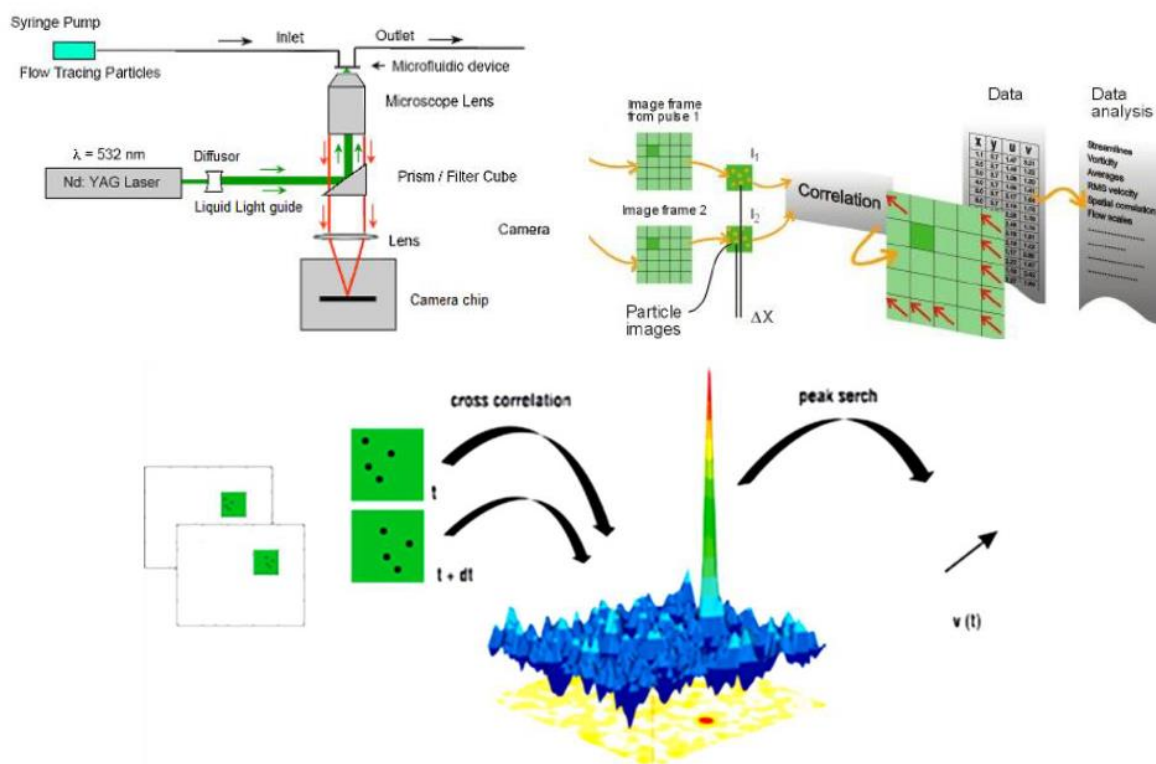 Syringe Pump
Flow Tracing Particles
Inlet
Outlet
Microfluidic device
Microscope Lens
λ = 532 nm
Nd: YAG Laser
Diffusor
Liquid Light guide
Prism / Filter Cube
Lens
Camera chip
Camera
Image frame
from pulse 1
Image frame 2
I₁
I₂
Particle
images
ΔX
Correlation
Data
X y u v
Data
analysis
Streamlines
Vorticity
Averages
RMS velocity
Spatial correlation
Flow scales
cross correlation
peak serch
t
t + dt
v (t)